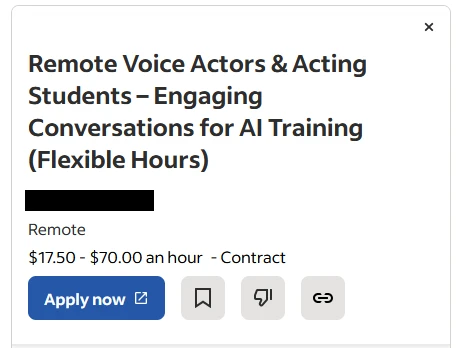 Remote Voice Actors & Acting
Students – Engaging
Conversations for AI Training
(Flexible Hours)
Remote
$17.50 - $70.00 an hour - Contract
Apply now